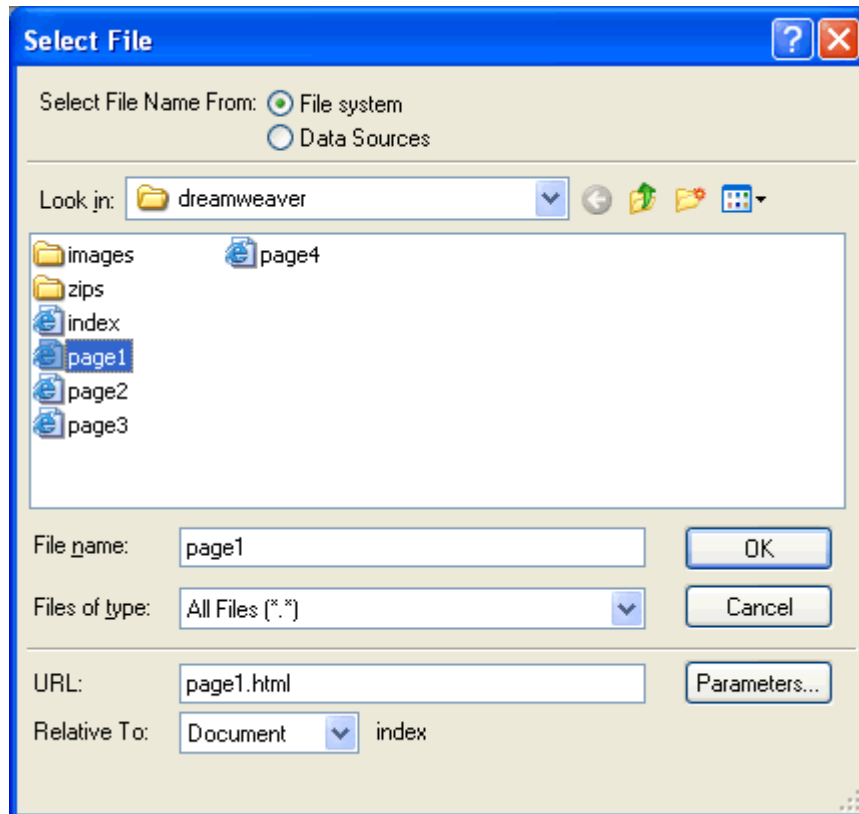 Select File
Select File Name From: File system
Data Sources
Look in: dreamweaver
images page4
zips
index
page1
page2
page3
File name: page1 OK
Files of type: All Files (*.*) Cancel
URL: page1.html Parameters...
Relative To: Document index